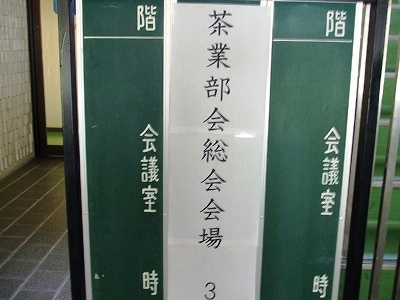 階 会議室 時
茶業部会総会会場 3
階 会議室 時